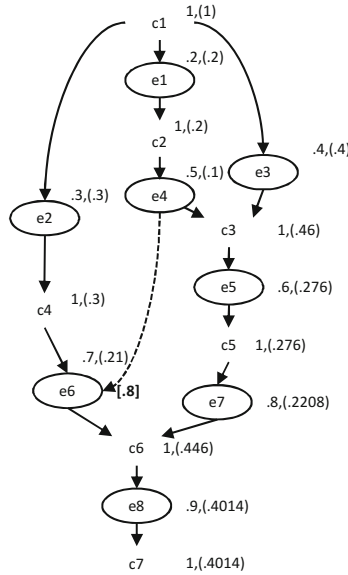 c1 1,(1)
.2,(.2)
e1
1,(.2)
c2
.4,(.4)
e3
.5,(.1)
e4
.3,(.3)
e2
c3 1,(.46)
e5 .6,(.276)
c4 1,(.3)
c5 1,(.276)
.7,(.21)
e6 [.8]
e7 .8,(.2208)
c6 1,(.446)
e8 .9,(.4014)
c7 1,(.4014)